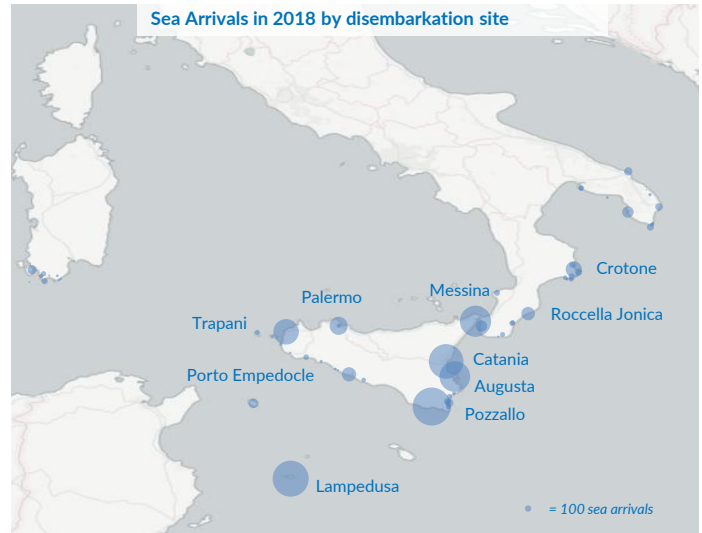 Sea Arrivals in 2018 by disembarkation site
Crotone
Messina
Palermo
Roccella Jonica
Trapani
Catania
Porto Empedocle
Augusta
Pozzallo
Lampedusa
= 100 sea arrivals